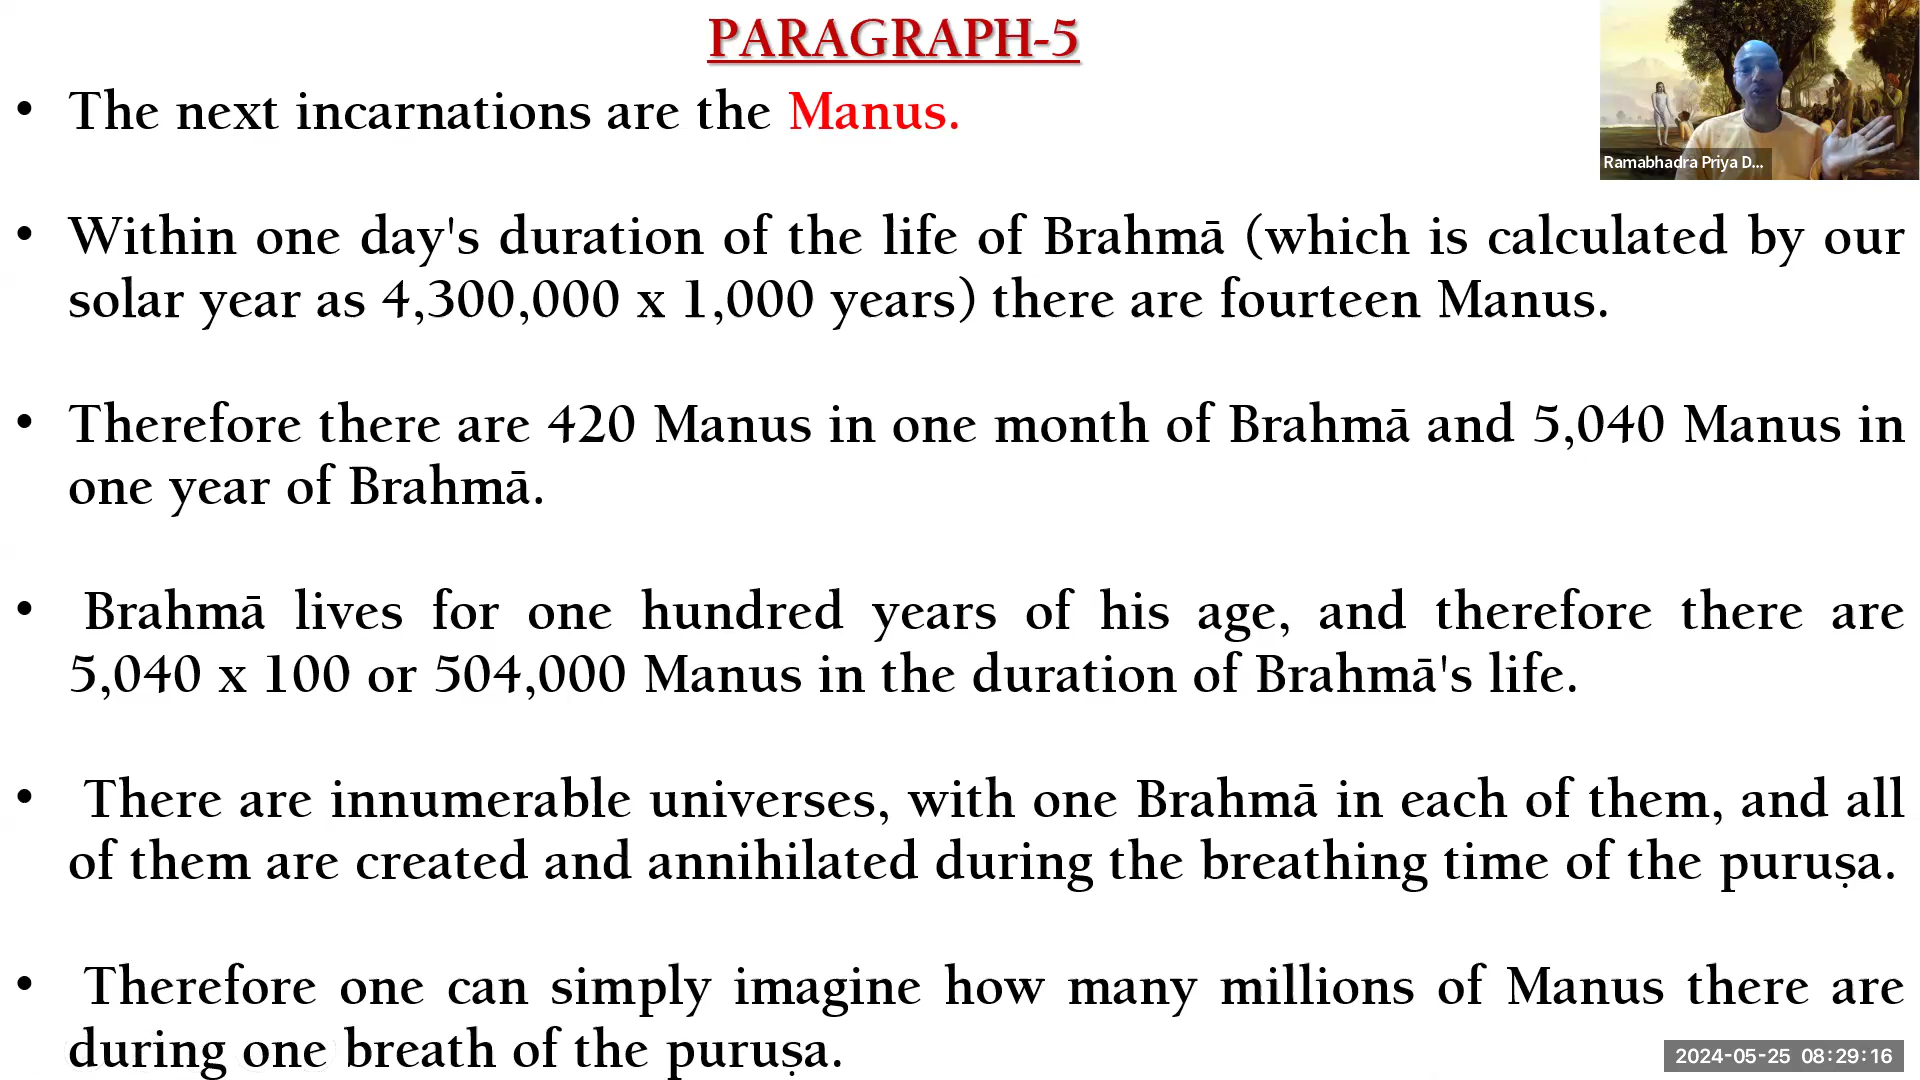 PARAGRAPH-5
• The next incarnations are the Manus.
Ramabhadra Priya D...
• Within one day's duration of the life of Brahmā (which is calculated by our
solar year as 4,300,000 x 1,000 years) there are fourteen Manus.
• Therefore there are 420 Manus in one month of Brahmā and 5,040 Manus in
one year of Brahmā.
• Brahmā lives for one hundred years of his age, and therefore there are
5,040 x 100 or 504,000 Manus in the duration of Brahmā's life.
• There are innumerable universes, with one Brahmā in each of them, and all
of them are created and annihilated during the breathing time of the puruṣa.
• Therefore one can simply imagine how many millions of Manus there are
during one breath of the puruṣa.
2024-05-25 08:29:16